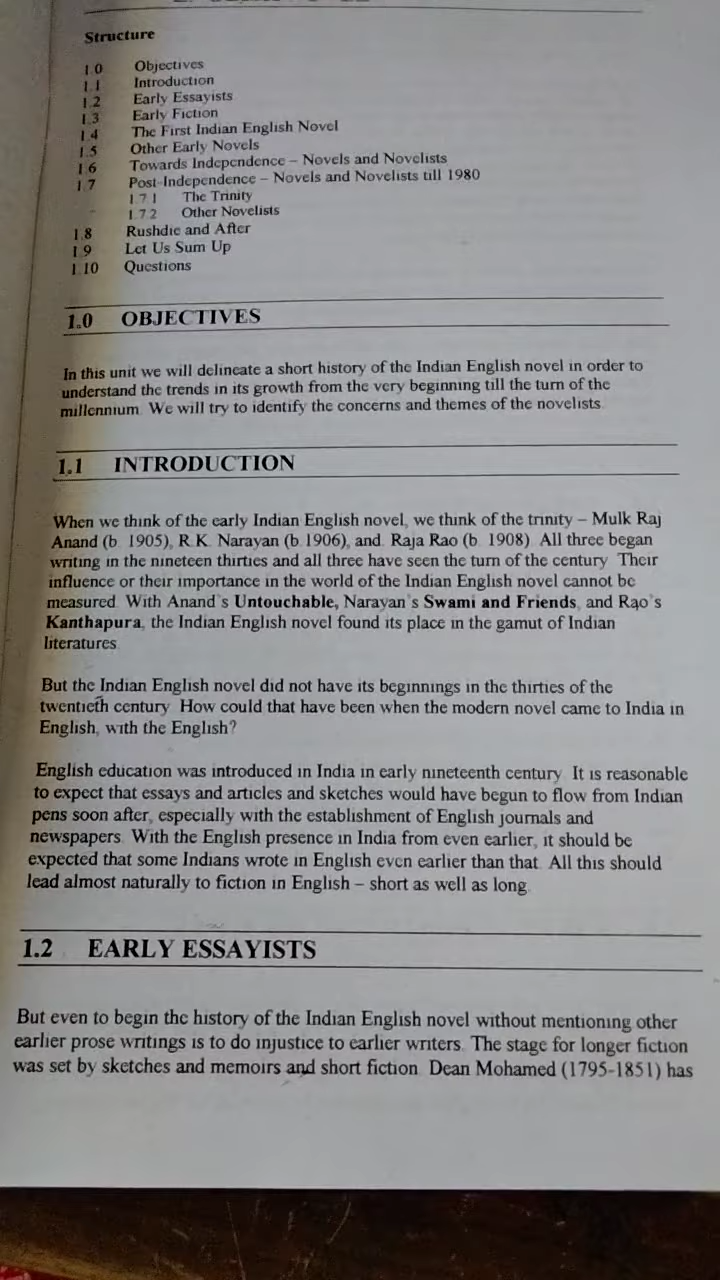 Structure
1.0 Objectives
1.1 Introduction
1.2 Early Essayists
1.3 Early Fiction
1.4 The First Indian English Novel
1.5 Other Early Novels
1.6 Towards Independence – Novels and Novelists
1.7 Post-Independence – Novels and Novelists till 1980
1.7.1 The Trinity
1.7.2 Other Novelists
1.8 Rushdie and After
1.9 Let Us Sum Up
1.10 Questions
1.0 OBJECTIVES
In this unit we will delineate a short history of the Indian English novel in order to
understand the trends in its growth from the very beginning till the turn of the
millennium. We will try to identify the concerns and themes of the novelists.
1.1 INTRODUCTION
When we think of the early Indian English novel, we think of the trinity – Mulk Raj
Anand (b. 1905), R.K. Narayan (b.1906), and Raja Rao (b. 1908). All three began
writing in the nineteen thirties and all three have seen the turn of the century. Their
influence or their importance in the world of the Indian English novel cannot be
measured. With Anand's Untouchable, Narayan's Swami and Friends, and Rao's
Kanthapura, the Indian English novel found its place in the gamut of Indian
literatures.
But the Indian English novel did not have its beginnings in the thirties of the
twentieth century. How could that have been when the modern novel came to India in
English, with the English?
English education was introduced in India in early nineteenth century. It is reasonable
to expect that essays and articles and sketches would have begun to flow from Indian
pens soon after, especially with the establishment of English journals and
newspapers. With the English presence in India from even earlier, it should be
expected that some Indians wrote in English even earlier than that. All this should
lead almost naturally to fiction in English – short as well as long.
1.2 EARLY ESSAYISTS
But even to begin the history of the Indian English novel without mentioning other
earlier prose writings is to do injustice to earlier writers. The stage for longer fiction
was set by sketches and memoirs and short fiction. Dean Mohamed (1795-1851) has